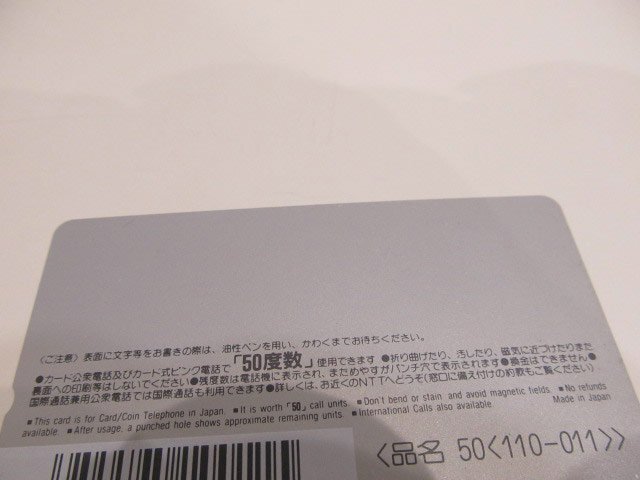 〈ご注意〉表面に文字等をお書きの際は、油性ペンを用い、かわくまでお待ちください。
●カード公衆電話及びカード式ピンク電話で「50度数」使用できます ●折り曲げたり、汚したり、磁気に近づけたりまた
裏面への印刷等はしないでください●残度数は電話機に表示され、まためやすがパンチ穴で表示されます●換金はできません●
国際通話兼用公衆電話では国際通話も利用できます●詳しくは、お近くのNTTへどうぞ(窓口に備え付けの約款もご覧ください)
■This card is for Card/Coin Telephone in Japan. ■It is worth「50」call units. ■Don't bend or stain and avoid magnetic fields. ■No refunds
available. ■After usage, a punched hole shows approximate remaining units. ■International Calls also available. Made in Japan
〈品名 50〈110-011〉〉